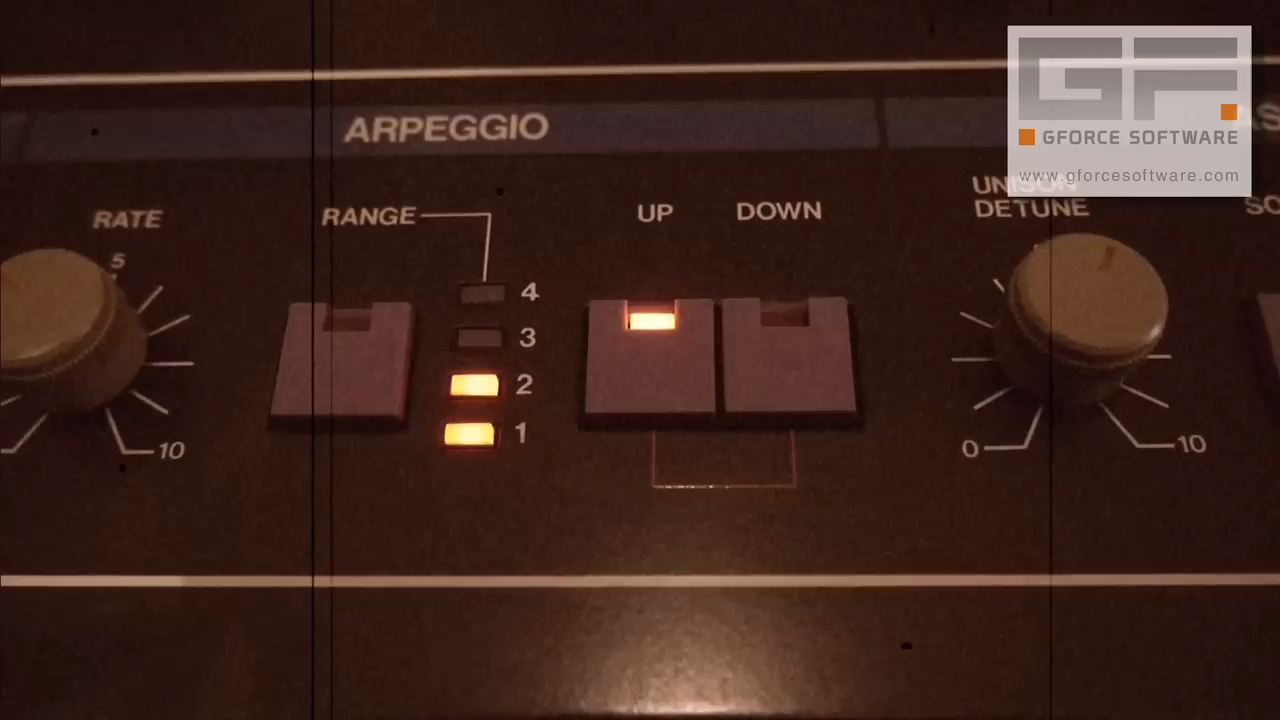 GF
GFORCE SOFTWARE
www.gforcesoftware.com
ARPEGGIO
RATE
RANGE
UP
DOWN
UNISON
DETUNE
5
4
3
2
1
10
0
10